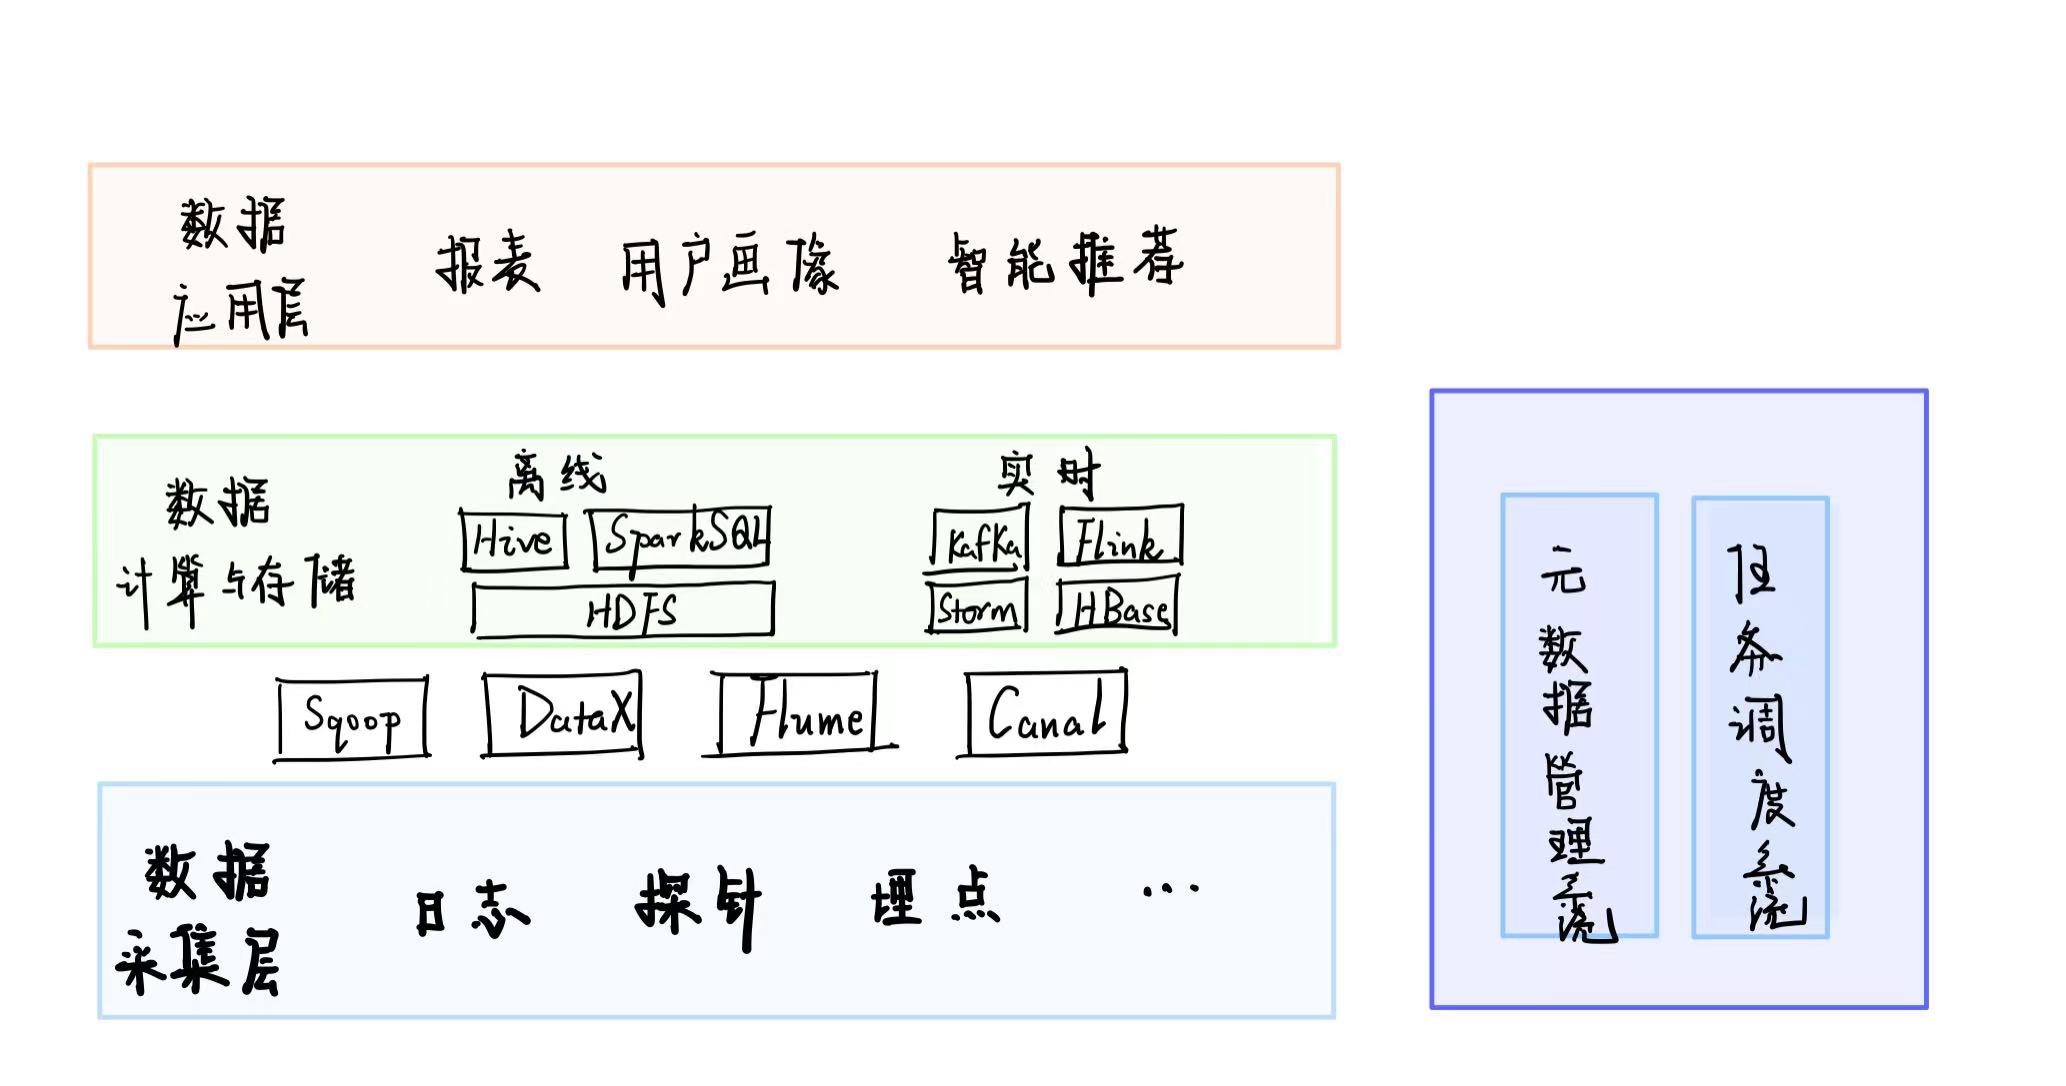 数据
应用层
报表 用户画像 智能推荐
数据
计算与存储
离线
Hive SparkSQL
HDFS
实时
Kafka Flink
Storm HBase
Sqoop DataX Flume Canal
数据
采集层
日志 探针 埋点 ...
元数据管理系统
任务调度系统